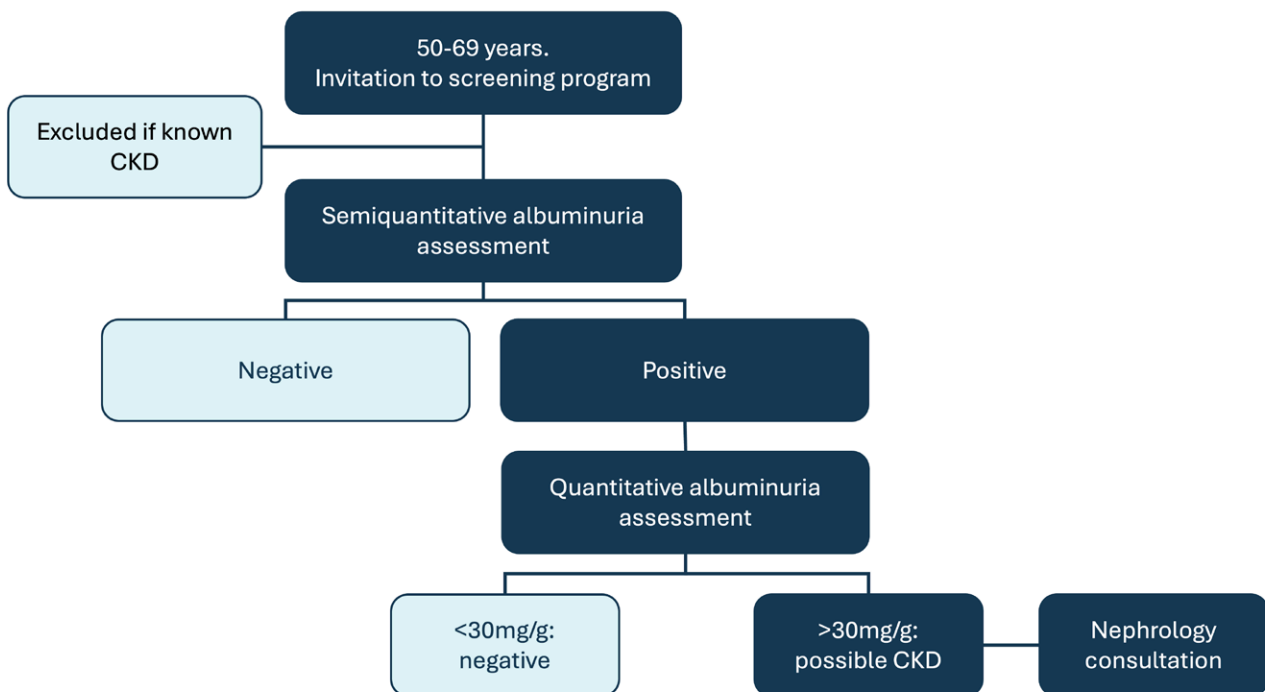 50-69 years.
Invitation to screening program
Excluded if known
CKD
Semiquantitative albuminuria
assessment
Negative
Positive
Quantitative albuminuria
assessment
<30mg/g:
negative
>30mg/g:
possible CKD
Nephrology
consultation